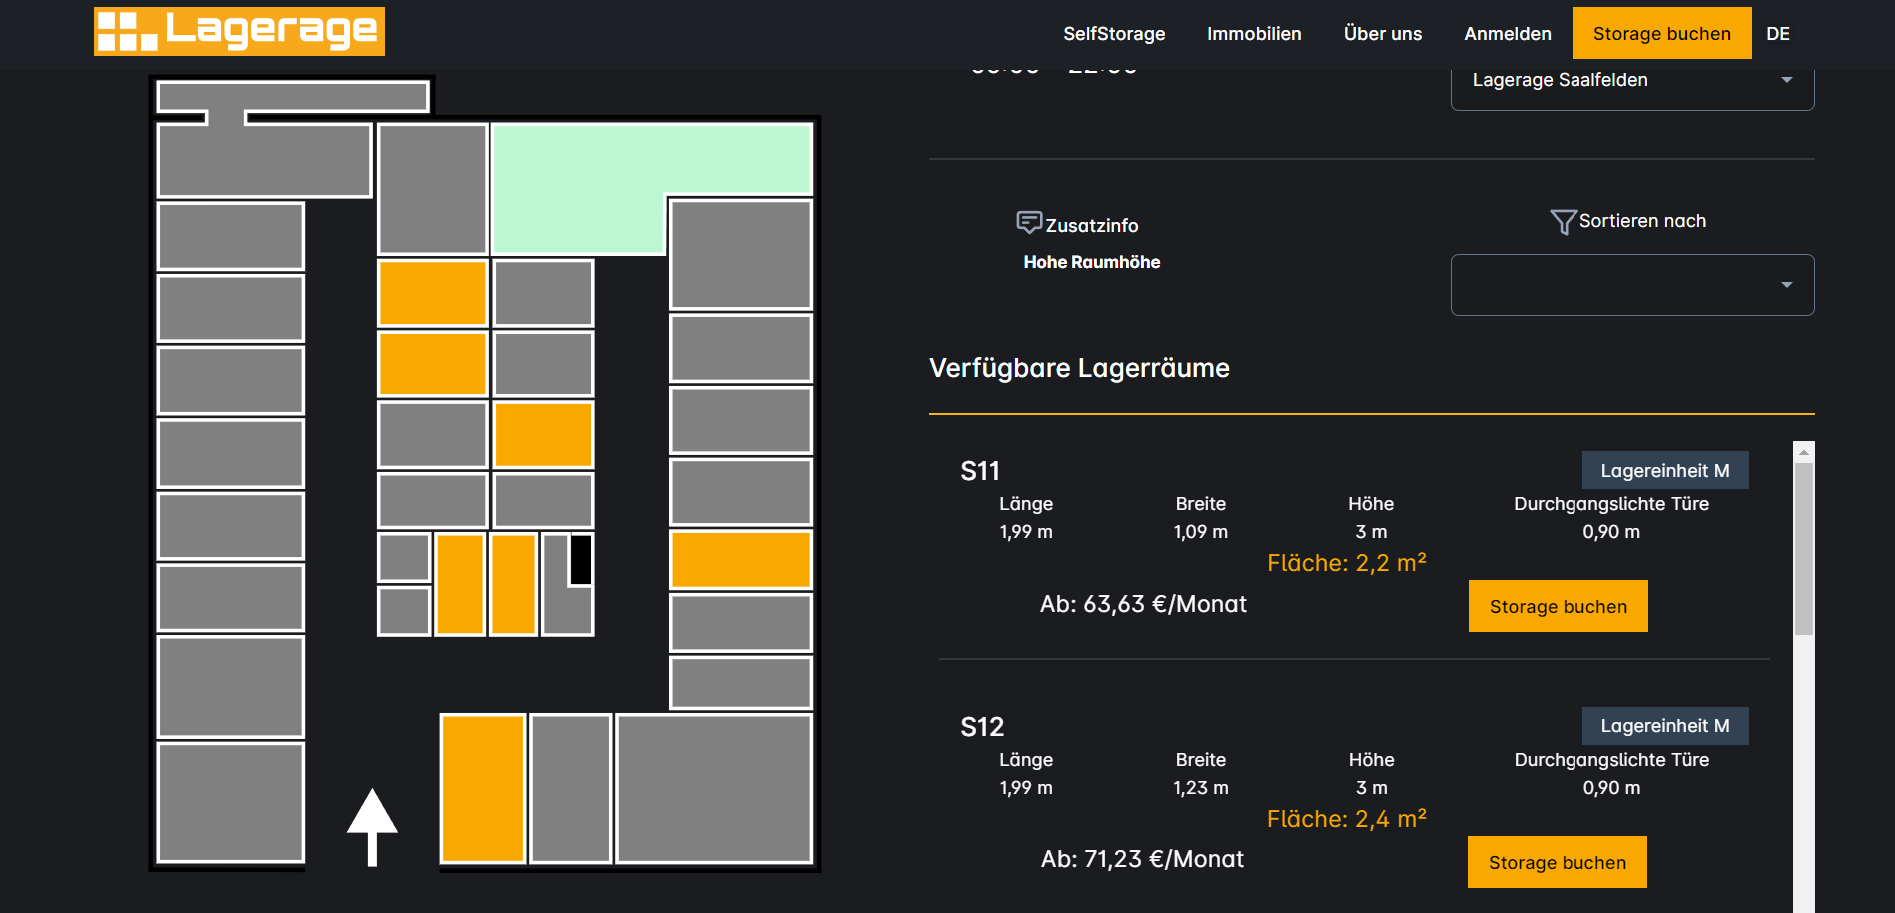 Lagerage
SelfStorage
Immobilien
Über uns
Anmelden
Storage buchen
DE
Lagerage Saalfelden
Zusatzinfo
Hohe Raumhöhe
Sortieren nach
Verfügbare Lagerräume
S11
Lagereinheit M
Länge Breite Höhe Durchgangslichte Türe
1,99 m 1,09 m 3 m 0,90 m
Fläche: 2,2 m²
Ab: 63,63 €/Monat
Storage buchen
S12
Lagereinheit M
Länge Breite Höhe Durchgangslichte Türe
1,99 m 1,23 m 3 m 0,90 m
Fläche: 2,4 m²
Ab: 71,23 €/Monat
Storage buchen